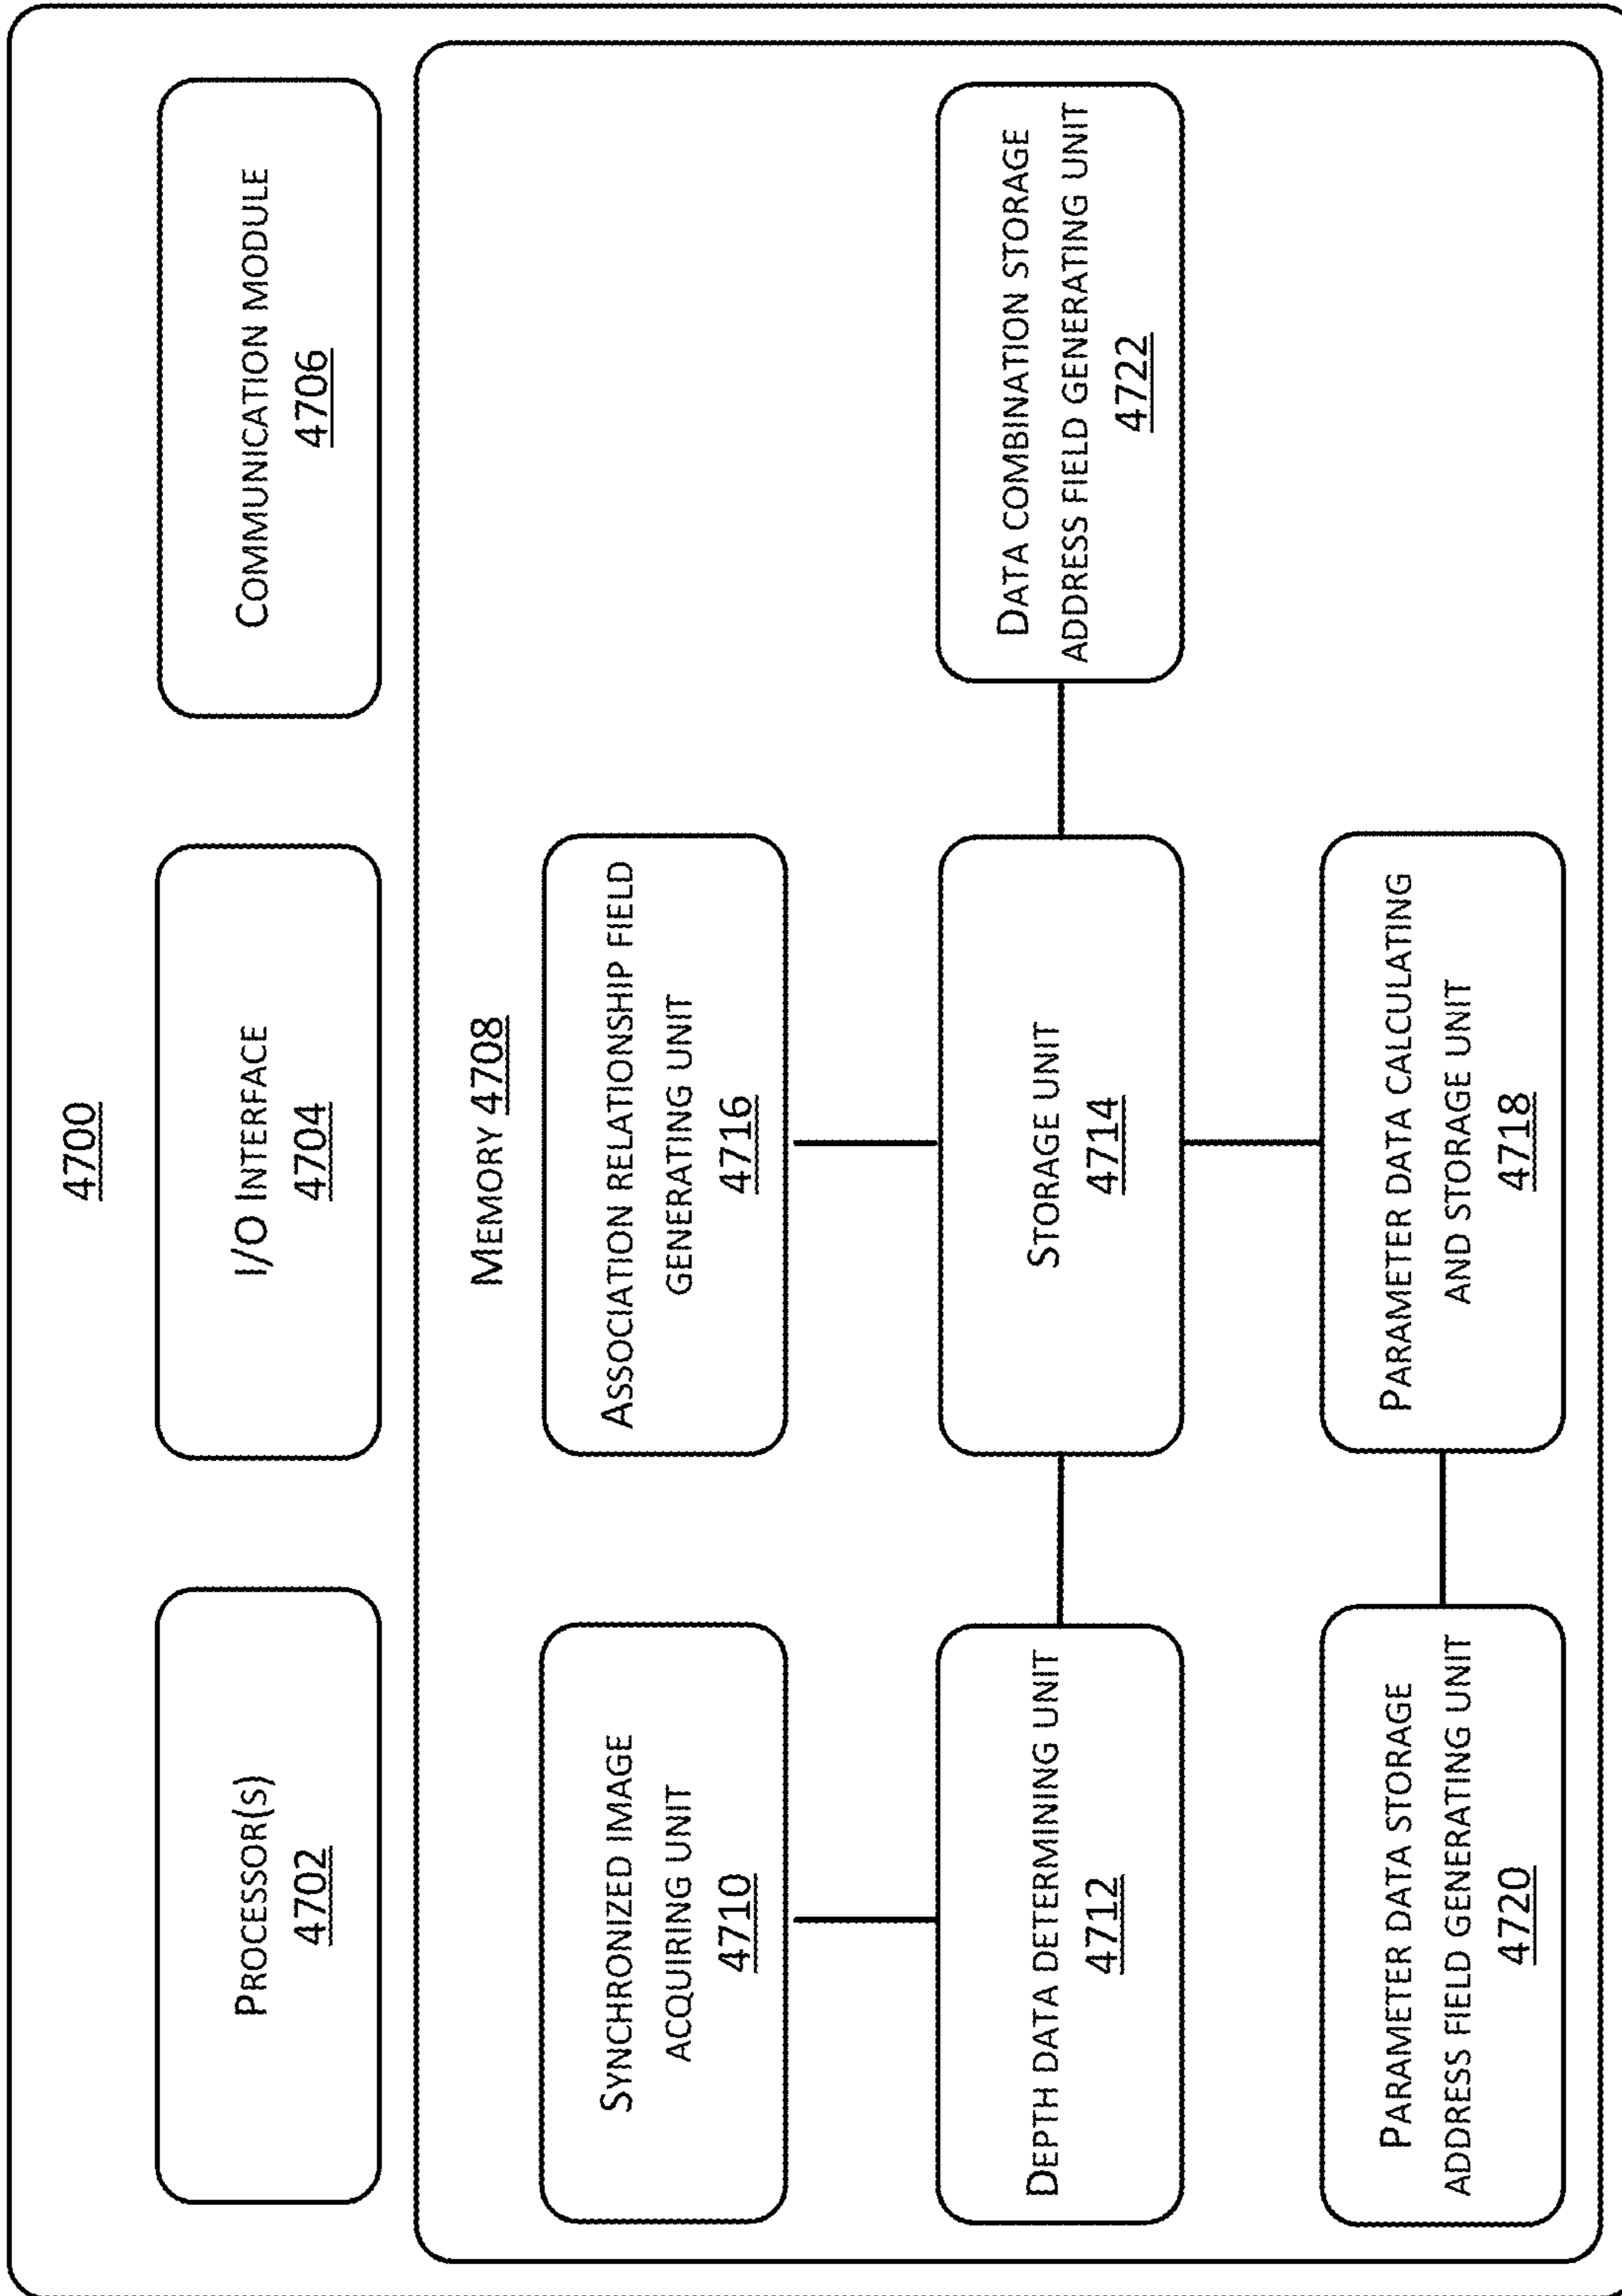 4700
PROCESSOR(S)
4702
I/O INTERFACE
4704
COMMUNICATION MODULE
4706
MEMORY 4708
SYNCHRONIZED IMAGE
ACQUIRING UNIT
4710
ASSOCIATION RELATIONSHIP FIELD
GENERATING UNIT
4716
DEPTH DATA DETERMINING UNIT
4712
STORAGE UNIT
4714
DATA COMBINATION STORAGE
ADDRESS FIELD GENERATING UNIT
4722
PARAMETER DATA STORAGE
ADDRESS FIELD GENERATING UNIT
4720
PARAMETER DATA CALCULATING
AND STORAGE UNIT
4718